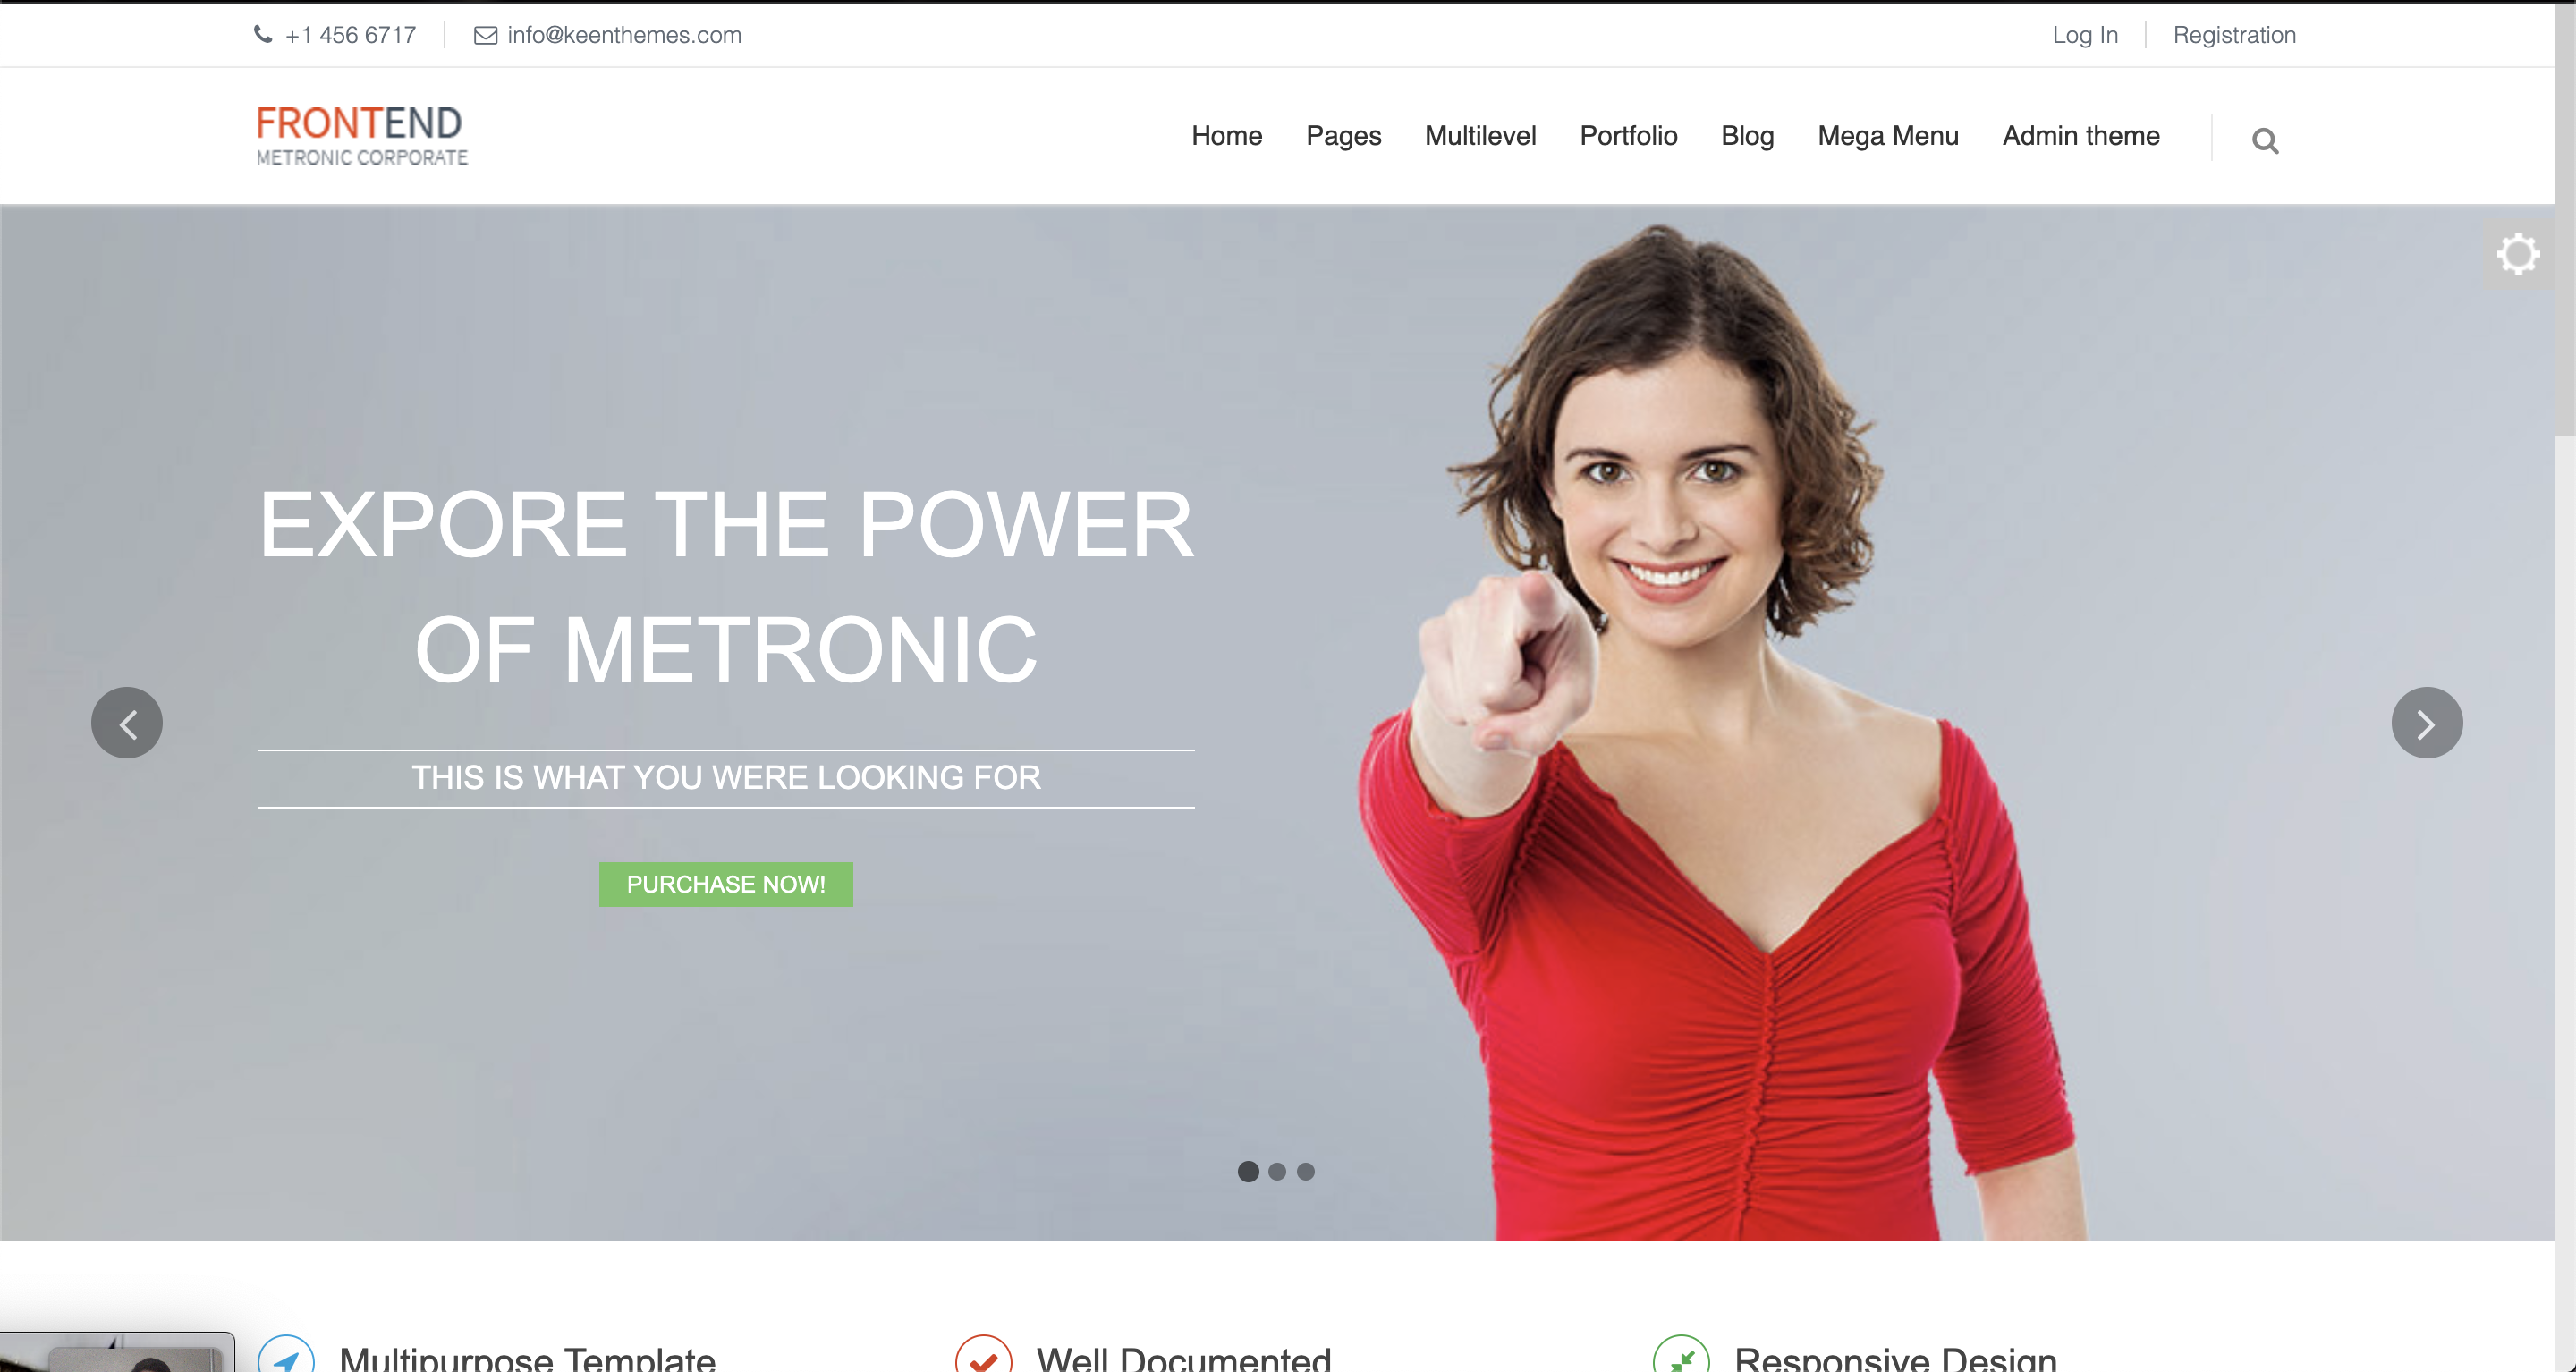 +1 456 6717
info@keenthemes.com
Log In
Registration
FRONTEND
METRONIC CORPORATE
Home
Pages
Multilevel
Portfolio
Blog
Mega Menu
Admin theme
EXPORE THE POWER
OF METRONIC
THIS IS WHAT YOU WERE LOOKING FOR
PURCHASE NOW!
Multipurpose Template
Well Documented
Responsive Design